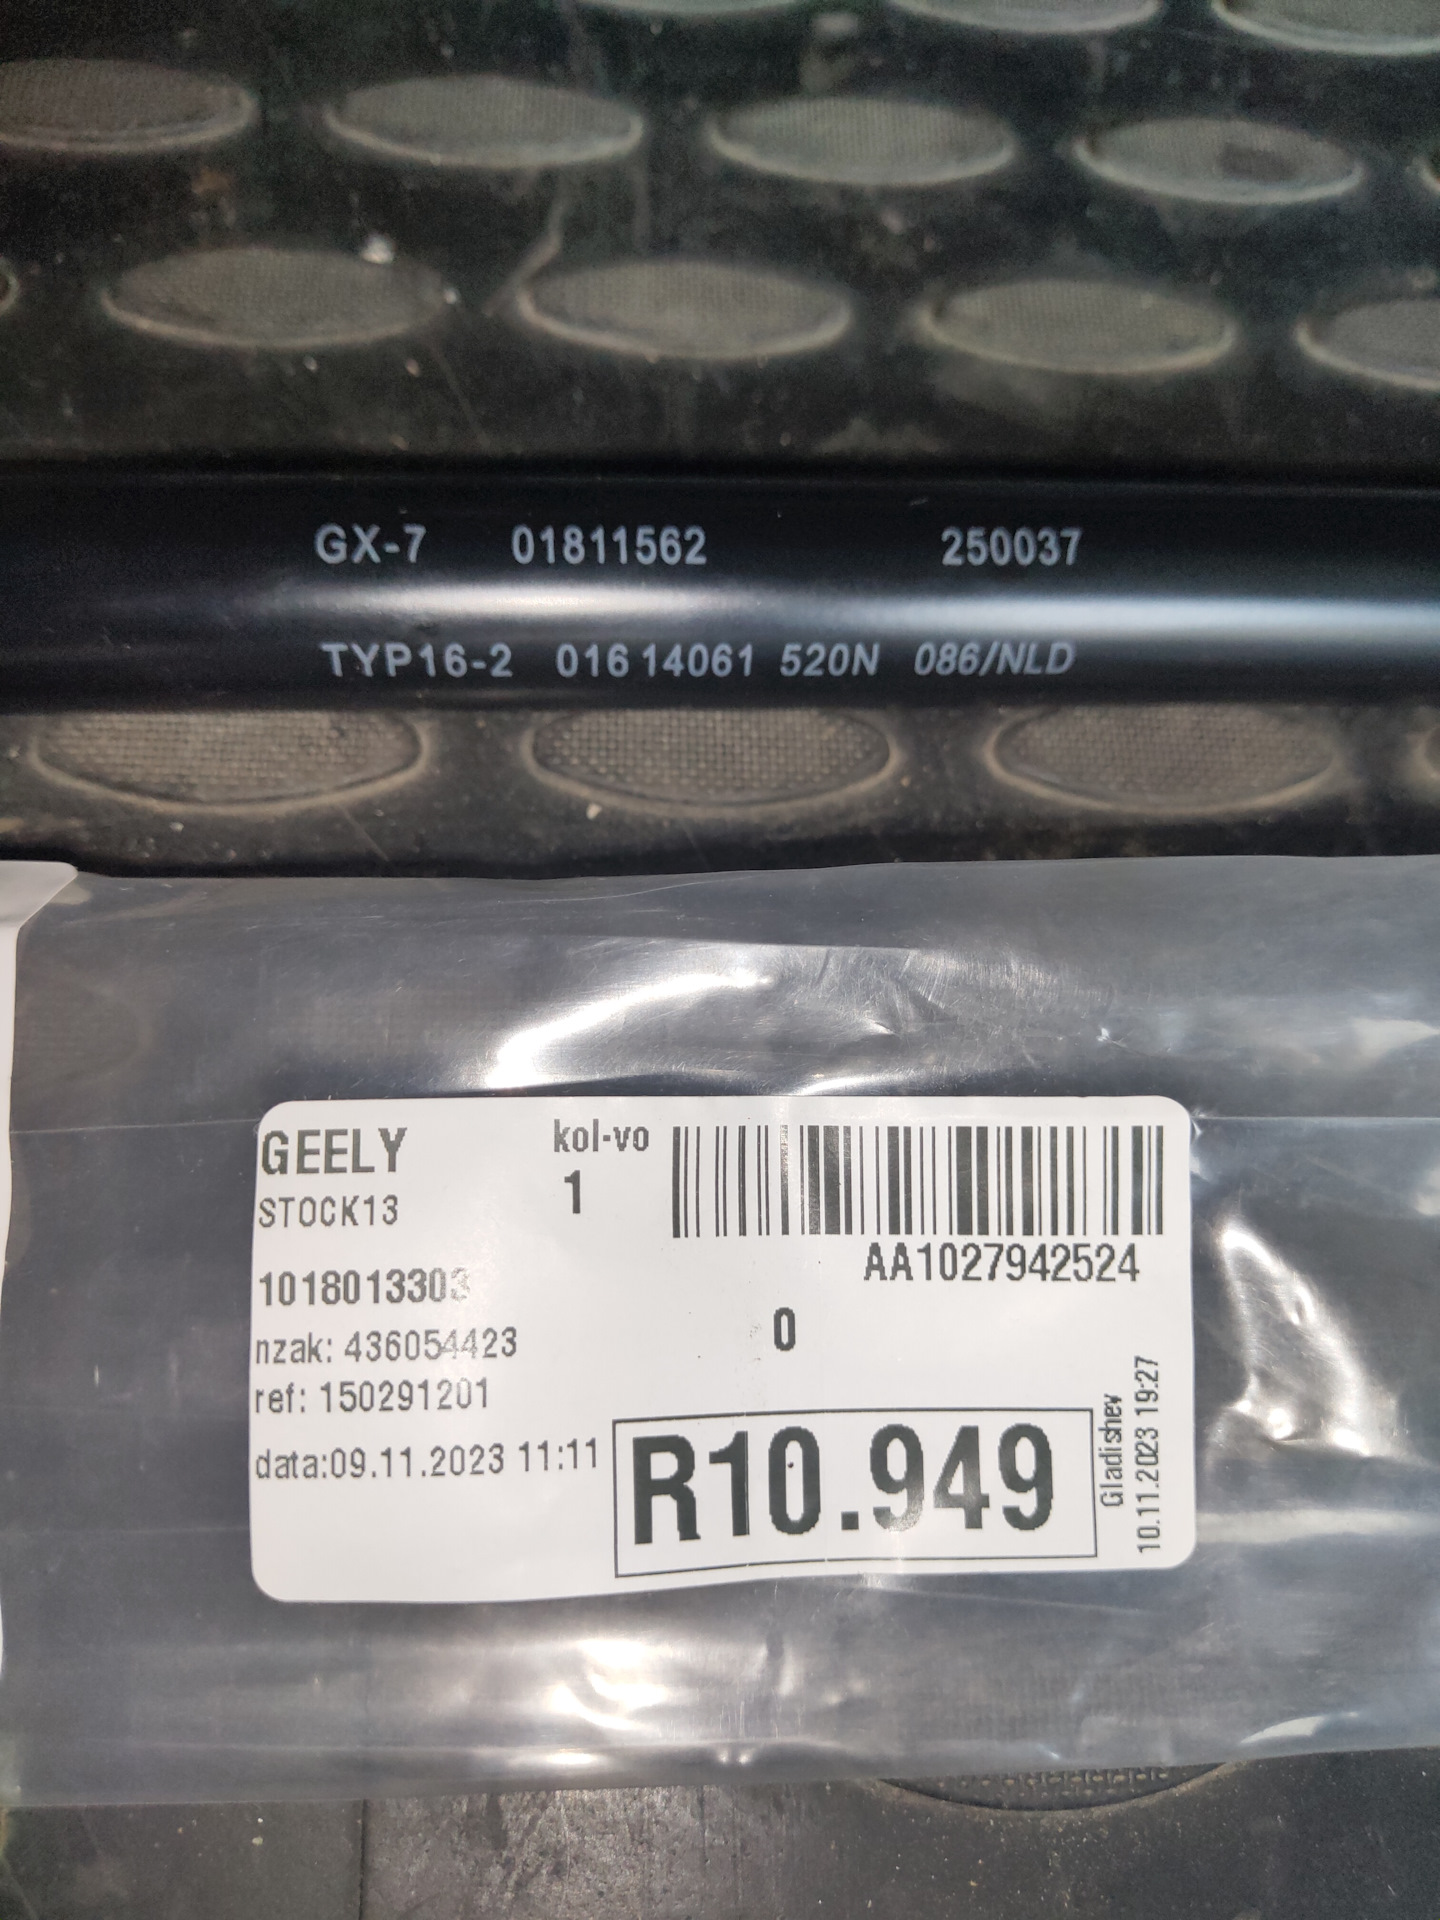 GX-7 01811562 250037
TYP16-2 016 14061 520N 086/NLD
GEELY
kol-vo
STOCK13
1
AA1027942524
1018013303
0
nzak: 436054423
ref: 150291201
data:09.11.2023 11:11
R10.949
Gladishev
10.11.2023 19:27